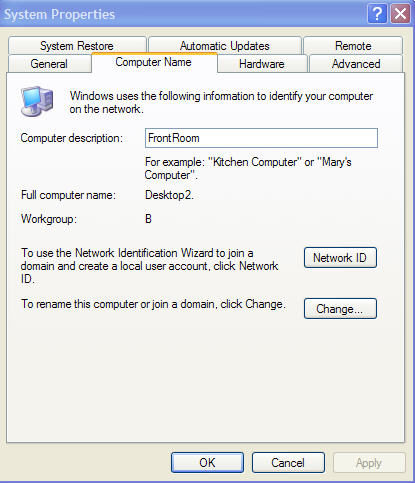 System Properties
System Restore Automatic Updates Remote
General Computer Name Hardware Advanced
Windows uses the following information to identify your computer
on the network.
Computer description: FrontRoom
For example: "Kitchen Computer" or "Mary's
Computer".
Full computer name: Desktop2.
Workgroup: B
To use the Network Identification Wizard to join a
domain and create a local user account, click Network
ID.
Network ID
To rename this computer or join a domain, click Change.
Change...
OK Cancel Apply